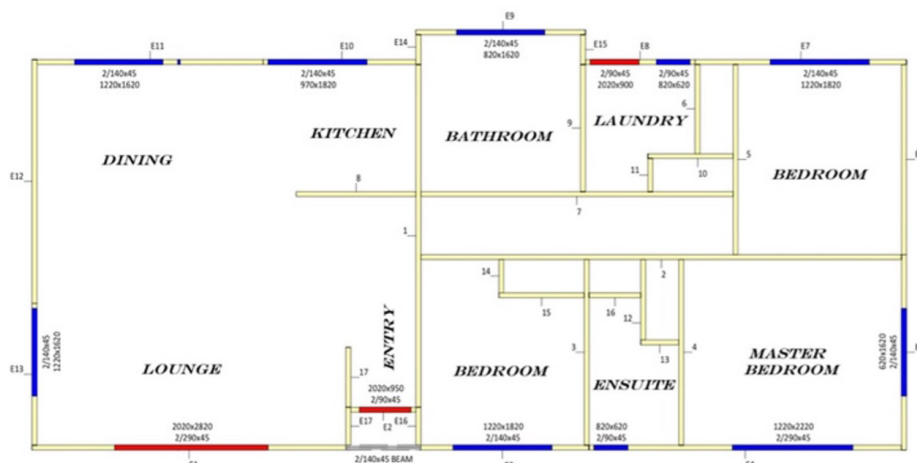 E9
E11
E10
E14
E15
E8
E7
2/140x45
820x1620
2/140x45
1220x1620
2/140x45
970x1820
2/90x45
2020x900
2/90x45
820x620
2/140x45
1220x1820
6
KITCHEN
BATHROOM
9
LAUNDRY
DINING
5
11
10
BEDROOM
E12
8
7
1
14
2
15
16
12
ENTRY
2/140x45
1220x1620
620x1620
2/140x45
3
4
13
E13
LOUNGE
17
BEDROOM
ENSUITE
MASTER
BEDROOM
2020x950
2/90x45
2020x2820
2/290x45
E17
E2
E16
1220x1820
2/140x45
820x620
2/90x45
1220x2220
2/290x45
2/140x45 BEAM